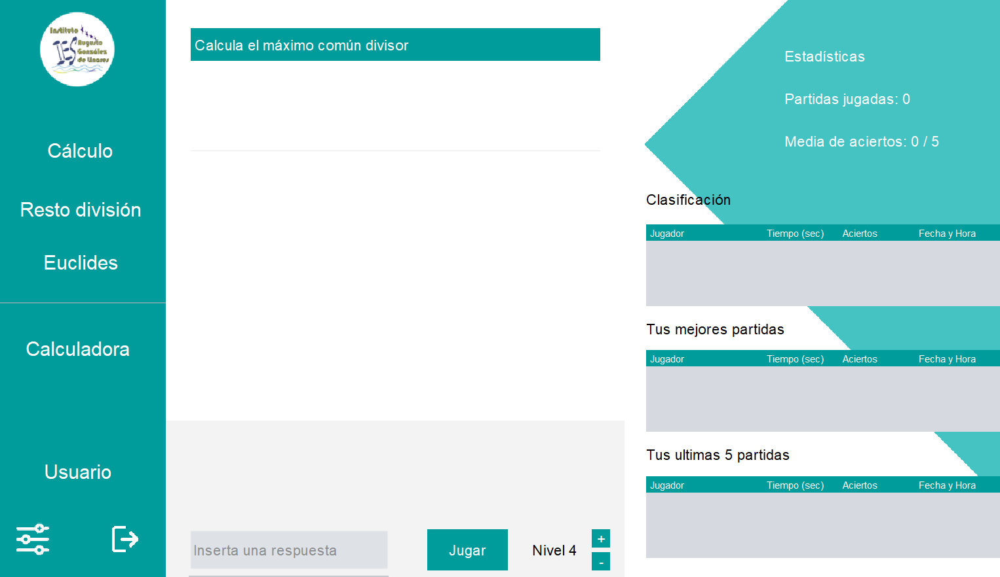 Instituto
IES
Augusto
González
de Linares
Cálculo
Resto división
Euclides
Calculadora
Usuario
Calcula el máximo común divisor
Inserta una respuesta
Jugar
Nivel 4
+
-
Estadísticas
Partidas jugadas: 0
Media de aciertos: 0 / 5
Clasificación
Jugador Tiempo (sec) Aciertos Fecha y Hora
Tus mejores partidas
Jugador Tiempo (sec) Aciertos Fecha y Hora
Tus ultimas 5 partidas
Jugador Tiempo (sec) Aciertos Fecha y Hora